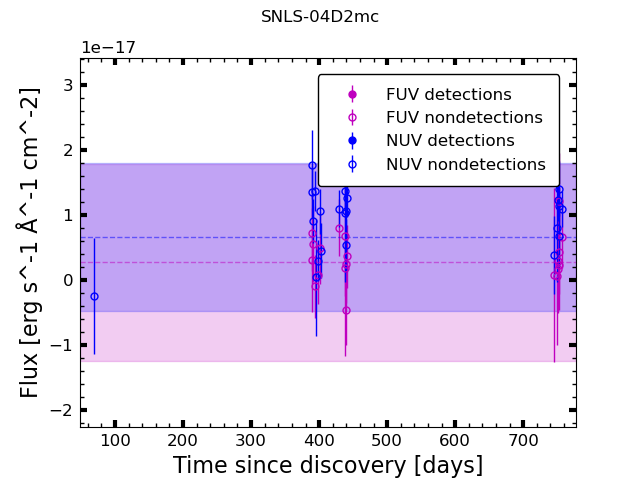 SNLS-04D2mc
1e−17
FUV detections
FUV nondetections
NUV detections
NUV nondetections
3
2
1
0
−1
−2
Flux [erg s^-1 Å^-1 cm^-2]
100 200 300 400 500 600 700
Time since discovery [days]